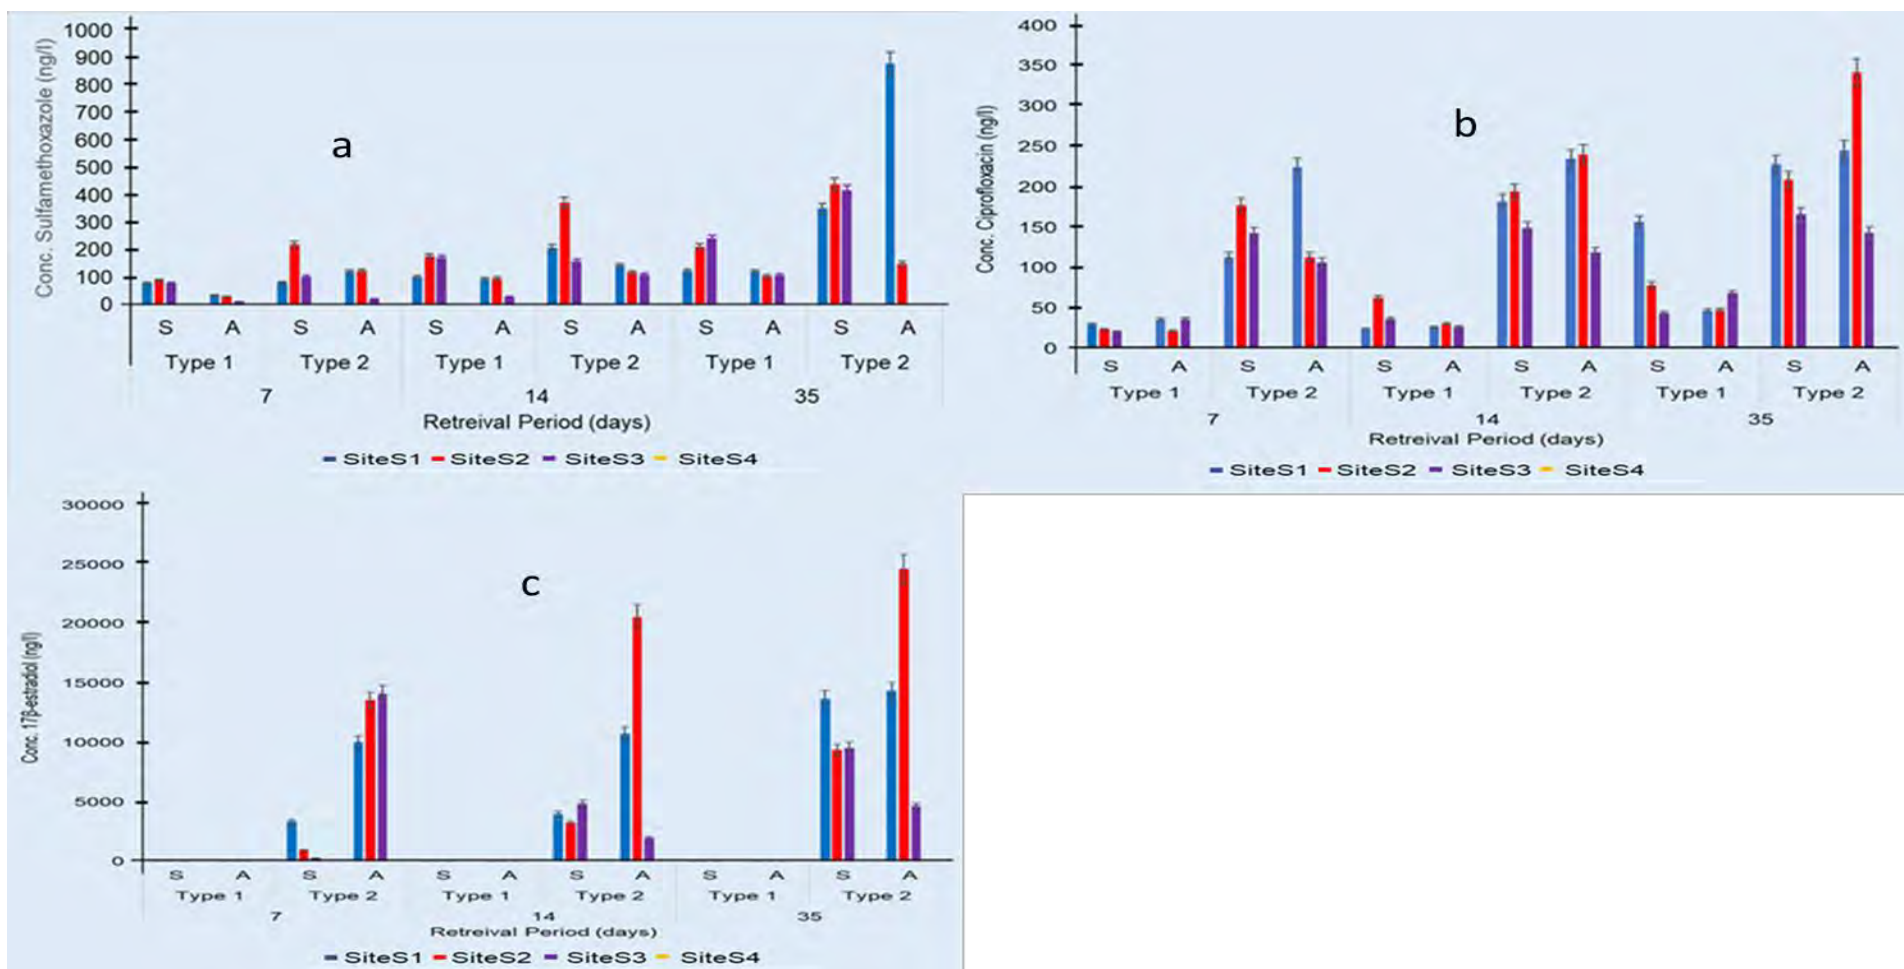 a
Conc. Sulfamethoxazole (ng/l)
1000
900
800
700
600
500
400
300
200
100
0
S A S A S A S A S A S A
Type 1 Type 2 Type 1 Type 2 Type 1 Type 2
7 14 35
Retreival Period (days)
SiteS1 SiteS2 SiteS3 SiteS4
b
Conc. Ciprofloxacin (ng/l)
400
350
300
250
200
150
100
50
0
S A S A S A S A S A S A
Type 1 Type 2 Type 1 Type 2 Type 1 Type 2
7 14 35
Retreival Period (days)
SiteS1 SiteS2 SiteS3 SiteS4
c
Conc. 17β-estradiol (ng/l)
30000
25000
20000
15000
10000
5000
0
S A S A S A S A S A S A
Type 1 Type 2 Type 1 Type 2 Type 1 Type 2
7 14 35
Retreival Period (days)
SiteS1 SiteS2 SiteS3 SiteS4